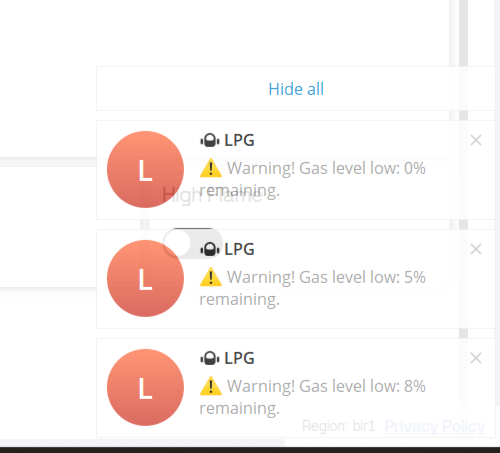 Hide all
LPG
⚠️ Warning! Gas level low: 0%
remaining.
L
High Flame
LPG
⚠️ Warning! Gas level low: 5%
remaining.
L
LPG
⚠️ Warning! Gas level low: 8%
remaining.
L
Region: blr1 Privacy Policy